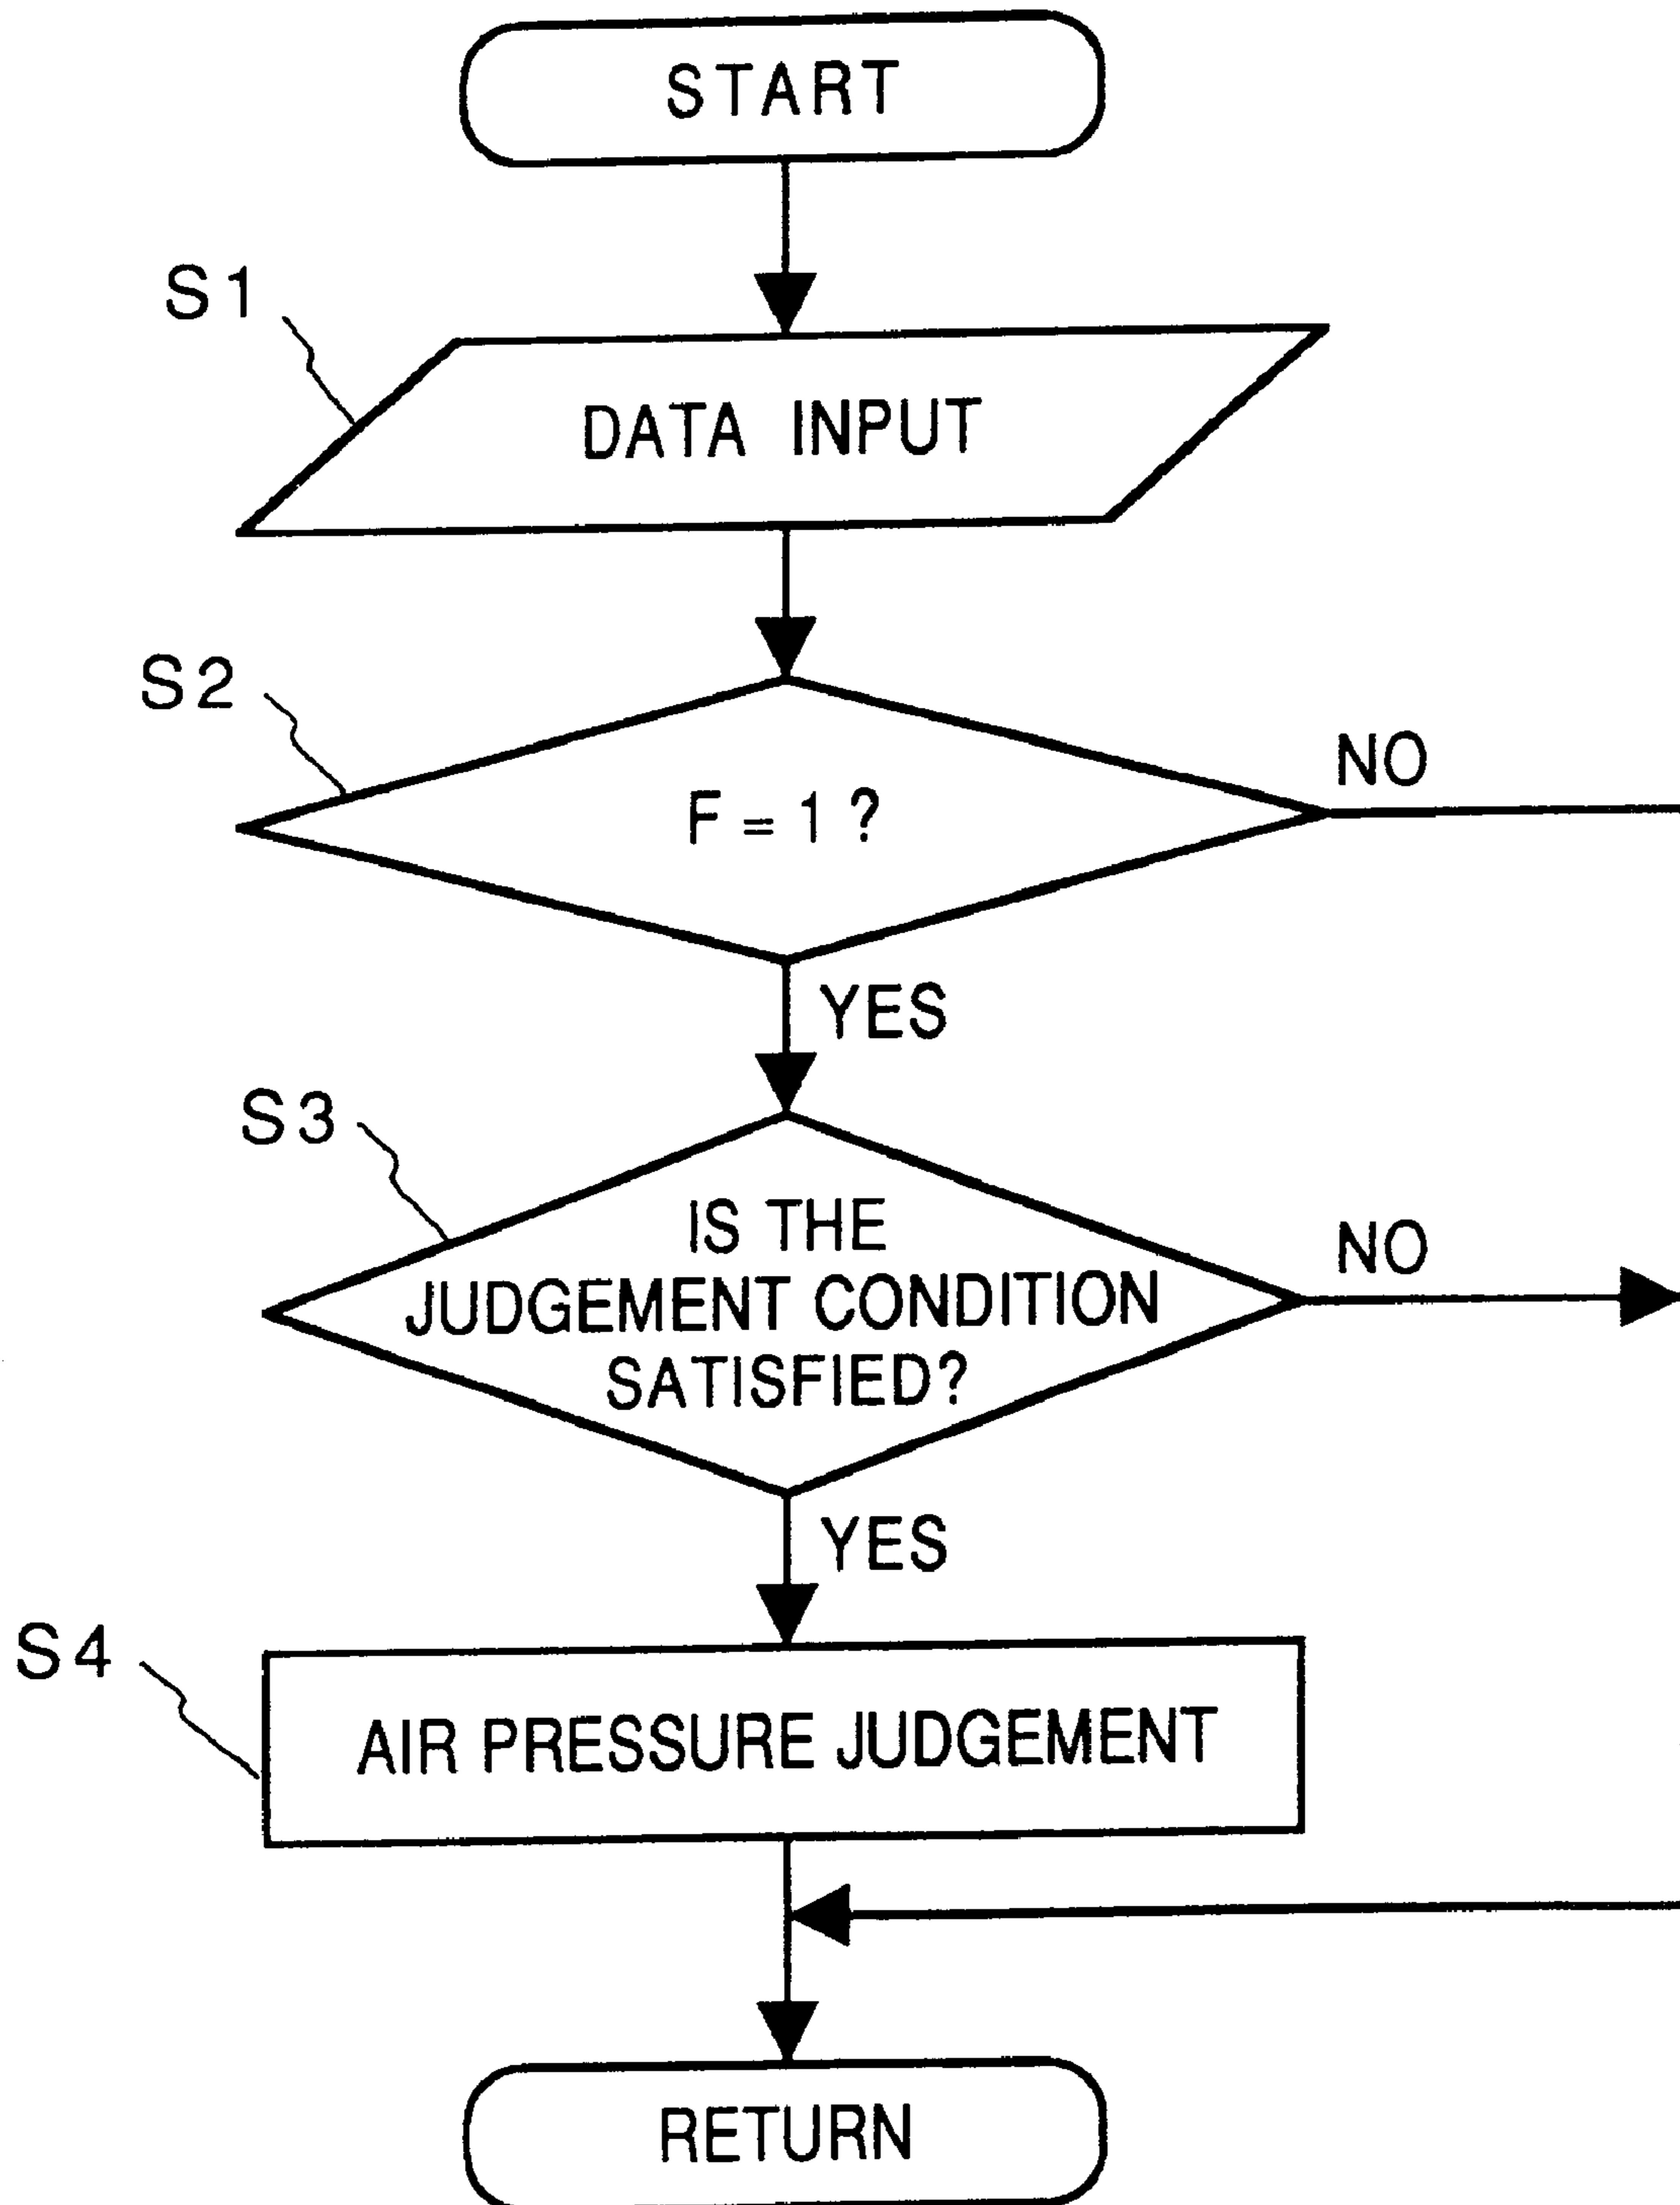 START
S1
DATA INPUT
S2
NO
F = 1 ?
YES
S3
IS THE
NO
JUDGEMENT CONDITION
SATISFIED?
YES
S4
AIR PRESSURE JUDGEMENT
RETURN